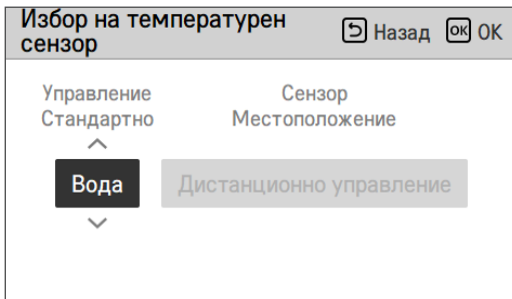 Избор на температурен
сензор
Назад OK OK
Управление Сензор
Стандартно Местоположение
Вода Дистанционно управление